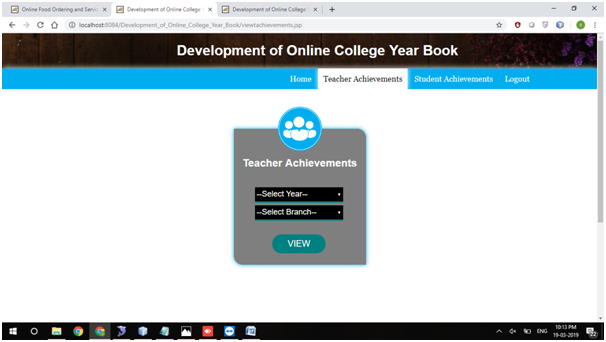 Online Food Ordering and Servic
Development of Online College Y
Development of Online College Y
localhost:8084/Development_of_Online_College_Year_Book/viewtachievements.jsp
Development of Online College Year Book
Home
Teacher Achievements
Student Achievements
Logout
Teacher Achievements
--Select Year--
--Select Branch--
VIEW
ENG
10:13 PM
19-03-2019